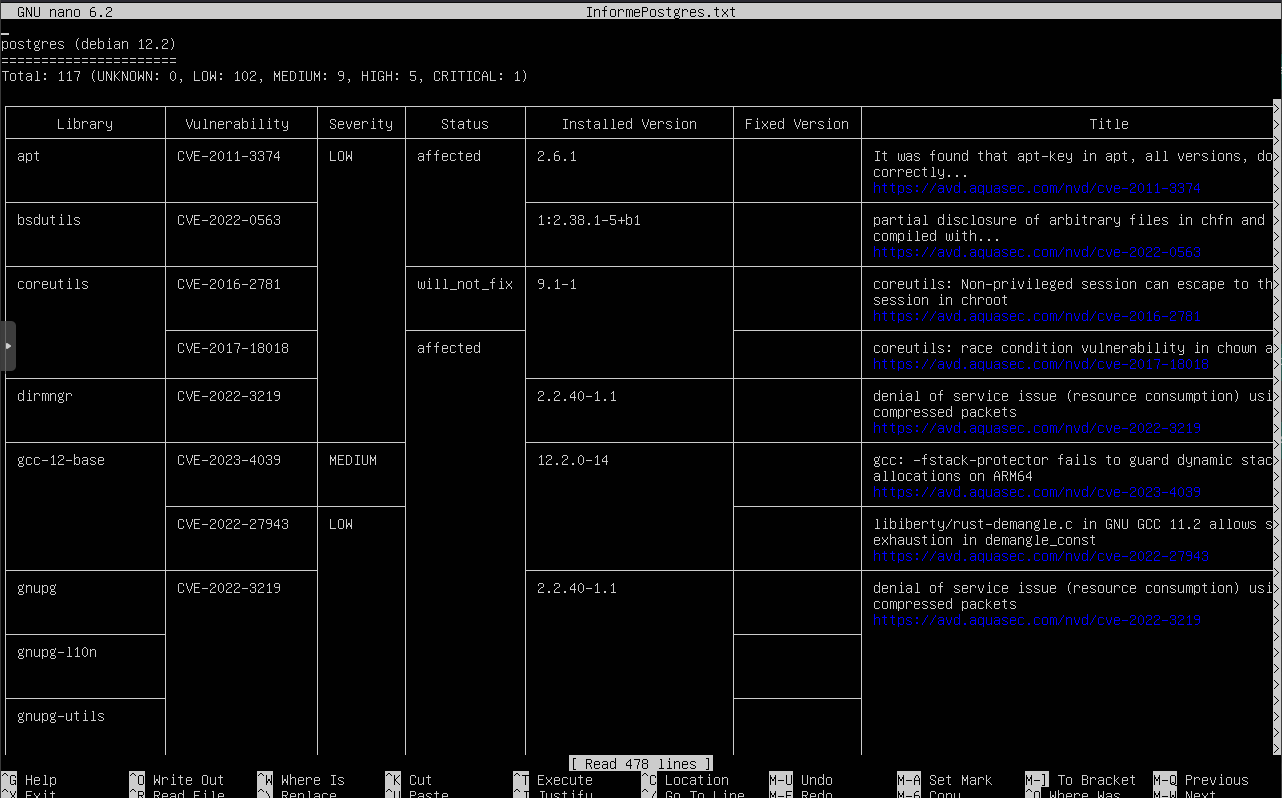 GNU nano 6.2 InformePostgres.txt
postgres (debian 12.2)
======================
Total: 117 (UNKNOWN: 0, LOW: 102, MEDIUM: 9, HIGH: 5, CRITICAL: 1)
Library Vulnerability Severity Status Installed Version Fixed Version Title
apt CVE-2011-3374 LOW affected 2.6.1 It was found that apt-key in apt, all versions, do>
correctly...
https://avd.aquasec.com/nvd/cve-2011-3374
bsdutils CVE-2022-0563 1:2.38.1-5+b1 partial disclosure of arbitrary files in chfn and
compiled with...
https://avd.aquasec.com/nvd/cve-2022-0563
coreutils CVE-2016-2781 will_not_fix 9.1-1 coreutils: Non-privileged session can escape to th>
session in chroot
https://avd.aquasec.com/nvd/cve-2016-2781
CVE-2017-18018 affected coreutils: race condition vulnerability in chown a>
https://avd.aquasec.com/nvd/cve-2017-18018
dirmngr CVE-2022-3219 2.2.40-1.1 denial of service issue (resource consumption) usi>
compressed packets
https://avd.aquasec.com/nvd/cve-2022-3219
gcc-12-base CVE-2023-4039 MEDIUM 12.2.0-14 gcc: -fstack-protector fails to guard dynamic stac>
allocations on ARM64
https://avd.aquasec.com/nvd/cve-2023-4039
CVE-2022-27943 LOW libiberty/rust-demangle.c in GNU GCC 11.2 allows s>
exhaustion in demangle_const
https://avd.aquasec.com/nvd/cve-2022-27943
gnupg CVE-2022-3219 2.2.40-1.1 denial of service issue (resource consumption) usi>
compressed packets
https://avd.aquasec.com/nvd/cve-2022-3219
gnupg-l10n
gnupg-utils
[ Read 478 lines ]
^G Help ^O Write Out ^W Where Is ^K Cut ^T Execute ^C Location M-U Undo M-A Set Mark M-] To Bracket M-Q Previous
^X Exit ^R Read File ^\ Replace ^U Paste ^J Justify ^/ Go To Line M-E Redo M-6 Copy ^Q Where Was M-W Next